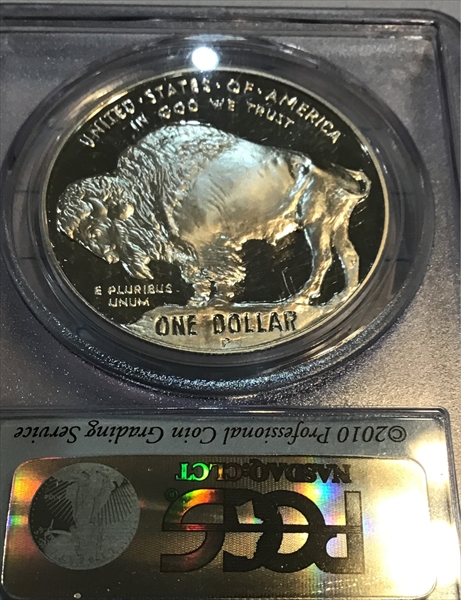 UNITED·STATES·OF·AMERICA
IN GOD WE TRUST
E PLURIBUS
UNUM
ONE DOLLAR
P
©2010 Professional Coin Grading Service
NASDAQ:CLCT
PCGS